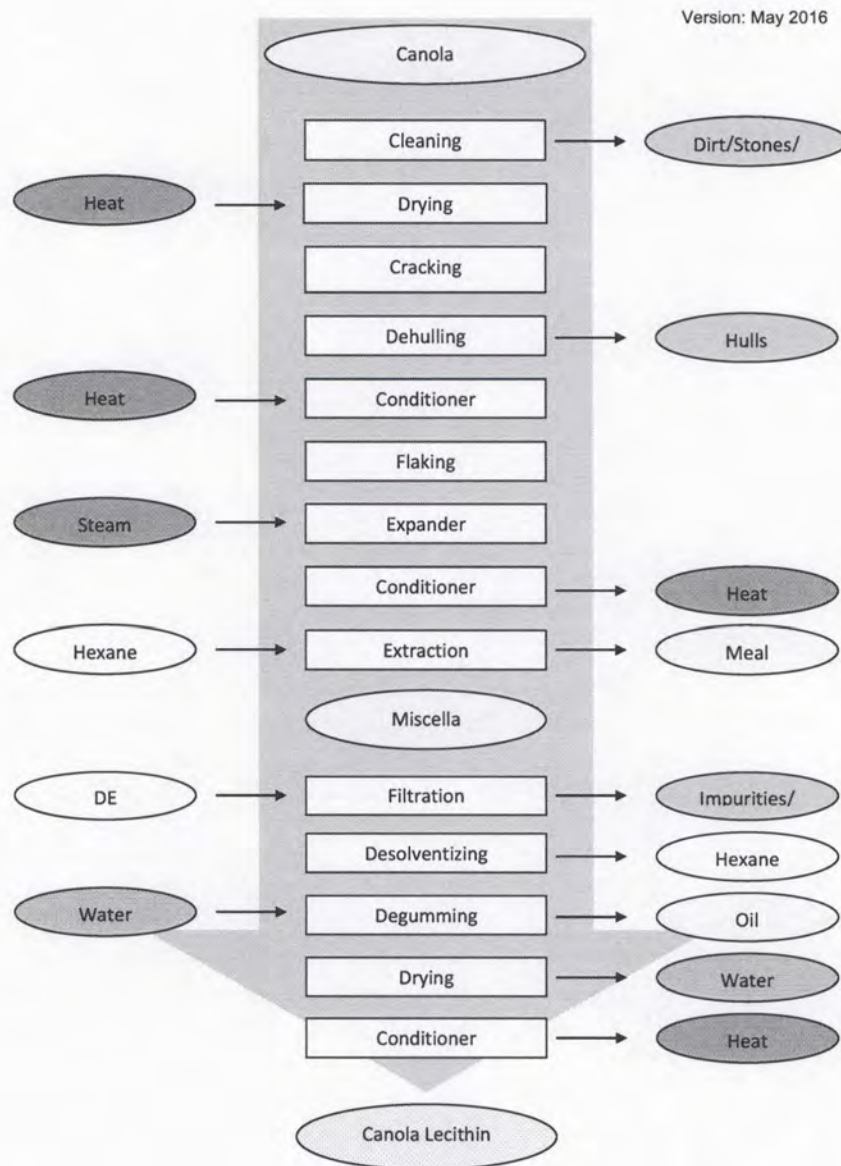 Version: May 2016
Canola
Cleaning
Dirt/Stones/
Heat
Drying
Cracking
Dehulling
Hulls
Heat
Conditioner
Flaking
Steam
Expander
Conditioner
Heat
Hexane
Extraction
Meal
Miscella
DE
Filtration
Impurities/
Desolventizing
Hexane
Water
Degumming
Oil
Drying
Water
Conditioner
Heat
Canola Lecithin